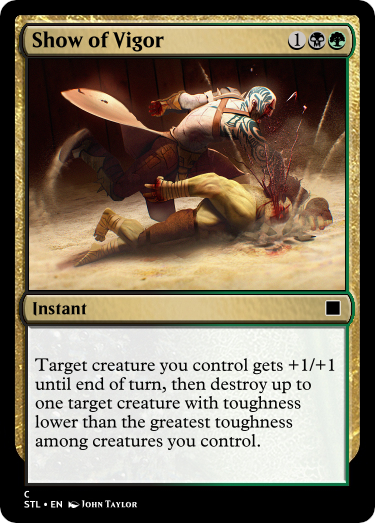 Show of Vigor 1
Instant
Target creature you control gets +1/+1
until end of turn, then destroy up to
one target creature with toughness
lower than the greatest toughness
among creatures you control.
C
STL • EN John Taylor